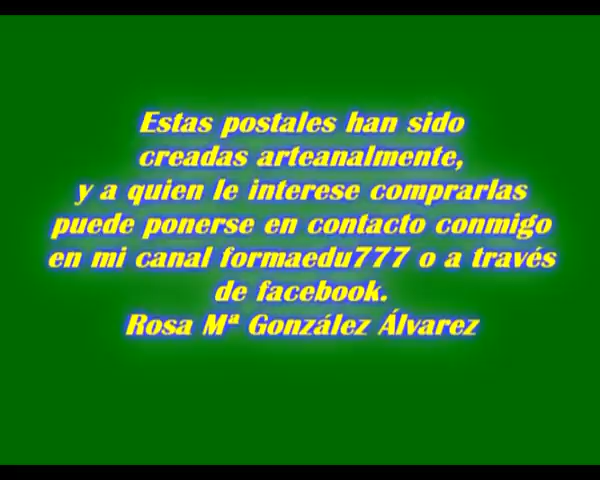 Estas postales han sido
creadas arteanalmente,
y a quien le interese comprarlas
puede ponerse en contacto conmigo
en mi canal formaedu777 o a través
de facebook.
Rosa Mª González Álvarez